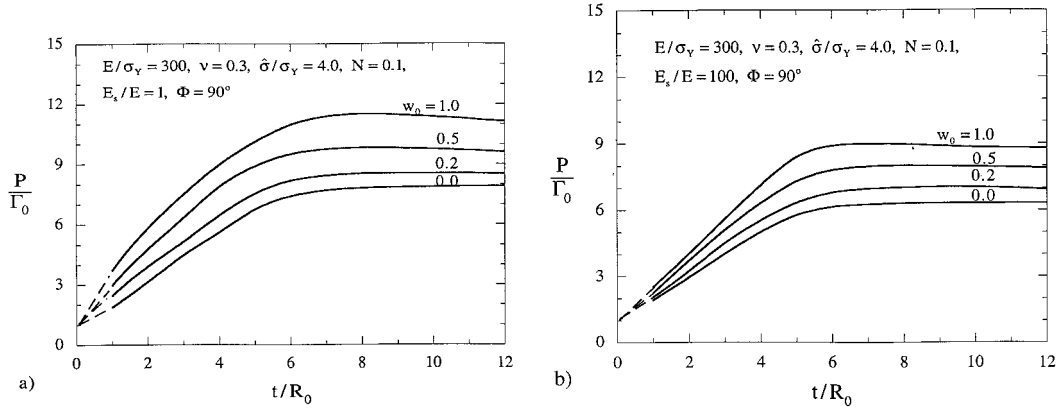 15
E/σ_Y = 300, ν = 0.3, σ̂/σ_Y = 4.0, N = 0.1,
E_s/E = 1, Φ = 90°
12
w_0 = 1.0
0.5
9
0.2
0.0
P/Γ_0
6
3
0
0 2 4 6 8 10 12
a)
t/R_0
15
E/σ_Y = 300, ν = 0.3, σ̂/σ_Y = 4.0, N = 0.1,
E_s/E = 100, Φ = 90°
12
9
w_0 = 1.0
0.5
0.2
0.0
P/Γ_0
6
3
0
0 2 4 6 8 10 12
b)
t/R_0